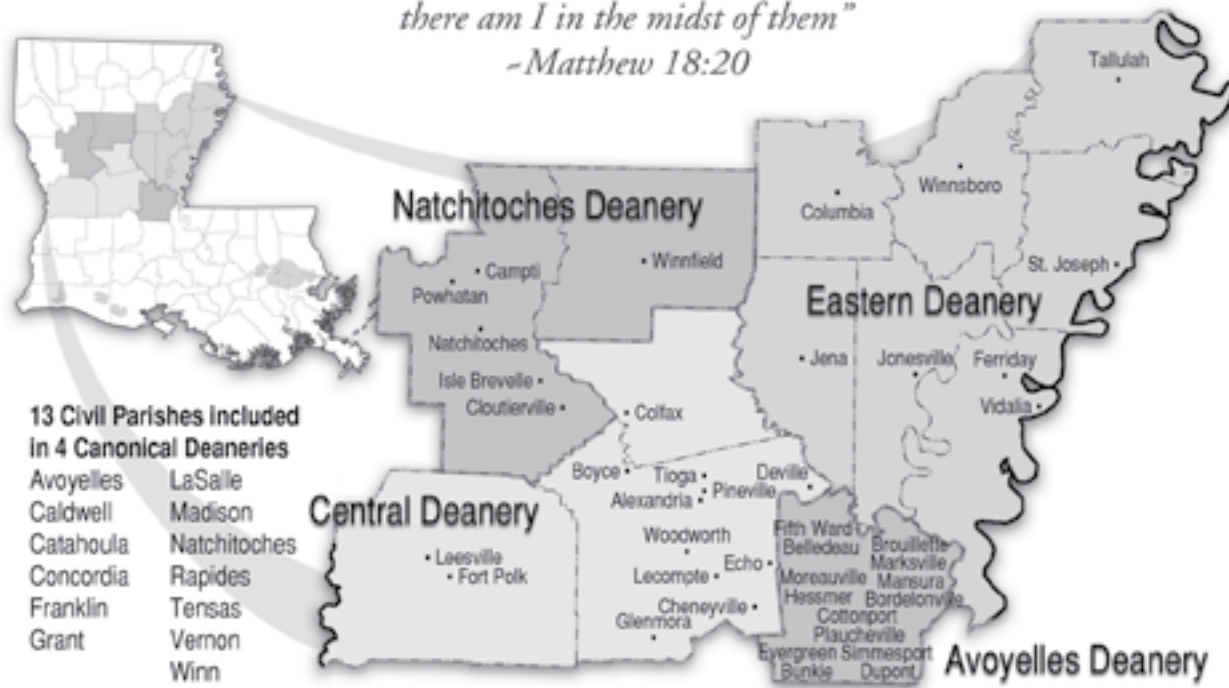 there am I in the midst of them”
~Matthew 18:20
Tallulah
Winnsboro
Columbia
St. Joseph
Natchitoches Deanery
Winnfield
Campti
Powhatan
Natchitoches
Isle Brevelle
Cloutierville
Eastern Deanery
Jena
Jonesville
Ferriday
Vidalia
13 Civil Parishes included
in 4 Canonical Deaneries
Avoyelles LaSalle
Caldwell Madison
Catahoula Natchitoches
Concordia Rapides
Franklin Tensas
Grant Vernon
Winn
Central Deanery
Colfax
Boyce
Tioga
Deville
Pineville
Alexandria
Woodworth
Echo
Leesville
Fort Polk
Lecompte
Cheneyville
Glenmora
Fifth Ward
Belledeau
Brouillette
Marksville
Moreauville
Mansura
Hessmer
Bordelonville
Cottonport
Plaucheville
Evergreen Simmesport
Bunkie Dupont
Avoyelles Deanery